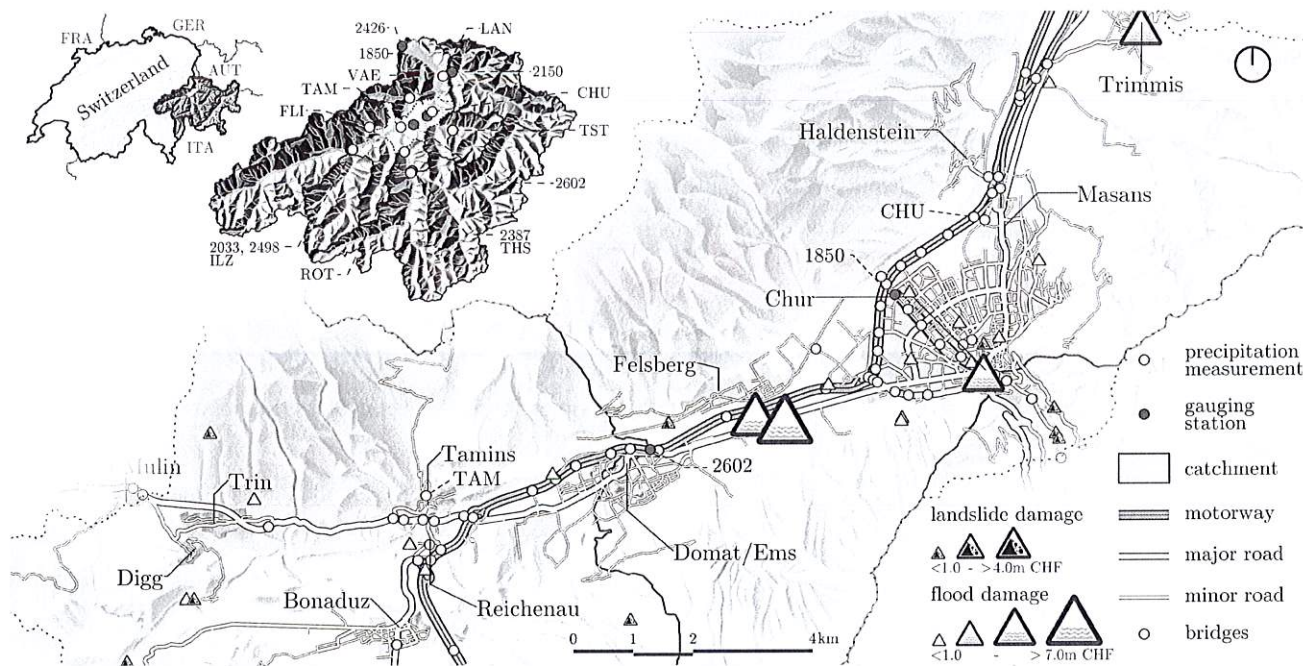 GER
FRA
AUT
Switzerland
ITA
2426
LAN
1850
VAE
2150
TAM
CHU
FLI
TST
2602
2033, 2498
ILZ
2387
THS
ROT
Trimmis
Haldenstein
Masans
CHU
1850
Chur
Felsberg
Tamins
TAM
2602
Mulin
Trin
Domat/Ems
Digg
Bonaduz
Reichenau
0 2 4km
precipitation
measurement
gauging
station
catchment
motorway
major road
minor road
bridges
landslide damage
<1.0 - >4.0m CHF
flood damage
<1.0 - > 7.0m CHF